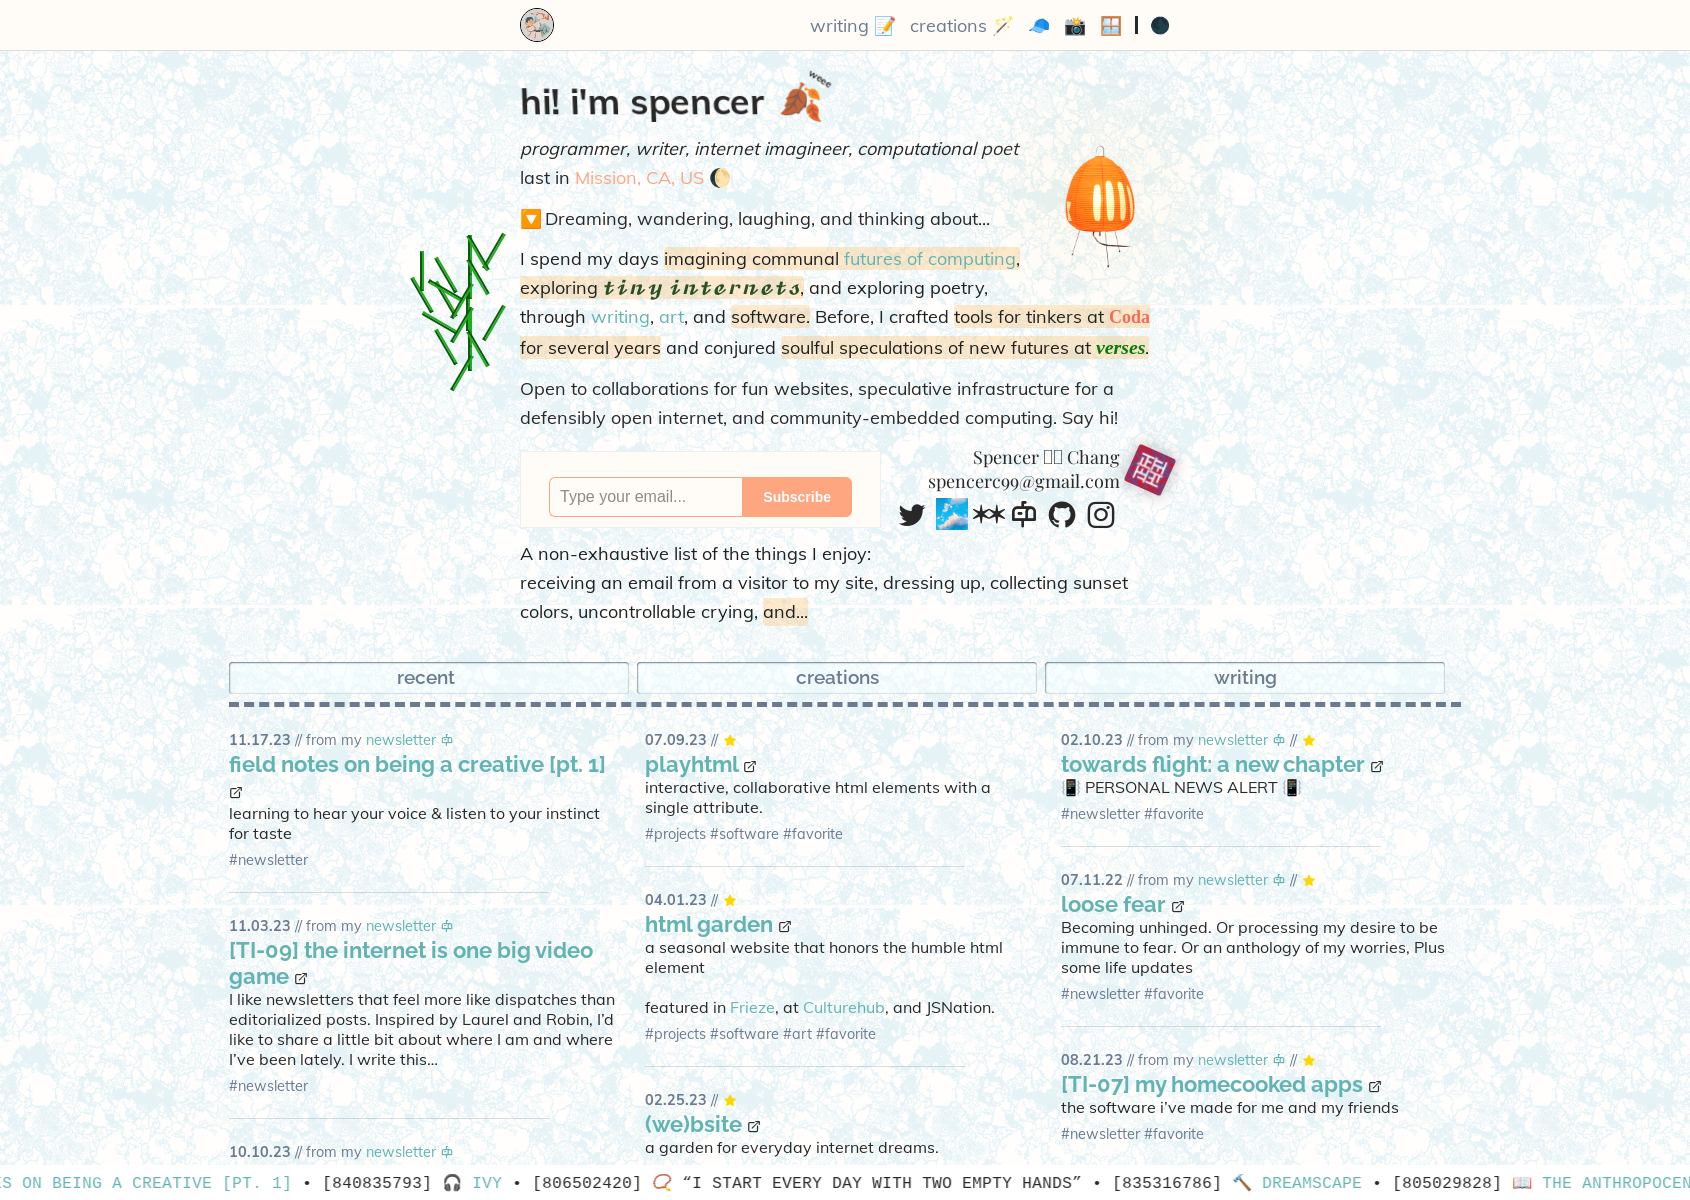 writing 📝 creations 🪄 🧢 📸 🪟 | 🌑
weee
hi! i'm spencer 🍂
programmer, writer, internet imagineer, computational poet
last in Mission, CA, US 🌔
🔽 Dreaming, wandering, laughing, and thinking about...
I spend my days imagining communal futures of computing,
exploring tiny internets, and exploring poetry,
through writing, art, and software. Before, I crafted tools for tinkers at Coda
for several years and conjured soulful speculations of new futures at verses.
Open to collaborations for fun websites, speculative infrastructure for a
defensibly open internet, and community-embedded computing. Say hi!
Type your email... Subscribe
Spencer Chang
spencerc99@gmail.com
A non-exhaustive list of the things I enjoy:
receiving an email from a visitor to my site, dressing up, collecting sunset
colors, uncontrollable crying, and...
recent
creations
writing
11.17.23 // from my newsletter
field notes on being a creative [pt. 1]
learning to hear your voice & listen to your instinct
for taste
#newsletter
11.03.23 // from my newsletter
[TI-09] the internet is one big video
game
I like newsletters that feel more like dispatches than
editorialized posts. Inspired by Laurel and Robin, I'd
like to share a little bit about where I am and where
I've been lately. I write this...
#newsletter
10.10.23 // from my newsletter
07.09.23 // ⭐
playhtml
interactive, collaborative html elements with a
single attribute.
#projects #software #favorite
04.01.23 // ⭐
html garden
a seasonal website that honors the humble html
element
featured in Frieze, at Culturehub, and JSNation.
#projects #software #art #favorite
02.25.23 // ⭐
(we)bsite
a garden for everyday internet dreams.
02.10.23 // from my newsletter // ⭐
towards flight: a new chapter
📳 PERSONAL NEWS ALERT 📳
#newsletter #favorite
07.11.22 // from my newsletter // ⭐
loose fear
Becoming unhinged. Or processing my desire to be
immune to fear. Or an anthology of my worries, Plus
some life updates
#newsletter #favorite
08.21.23 // from my newsletter // ⭐
[TI-07] my homecooked apps
the software i've made for me and my friends
#newsletter #favorite
ES ON BEING A CREATIVE [PT. 1] • [840835793] 🎧 IVY • [806502420] 📿 “I START EVERY DAY WITH TWO EMPTY HANDS” • [835316786] 🔨 DREAMSCAPE • [805029828] 📖 THE ANTHROPOCEN